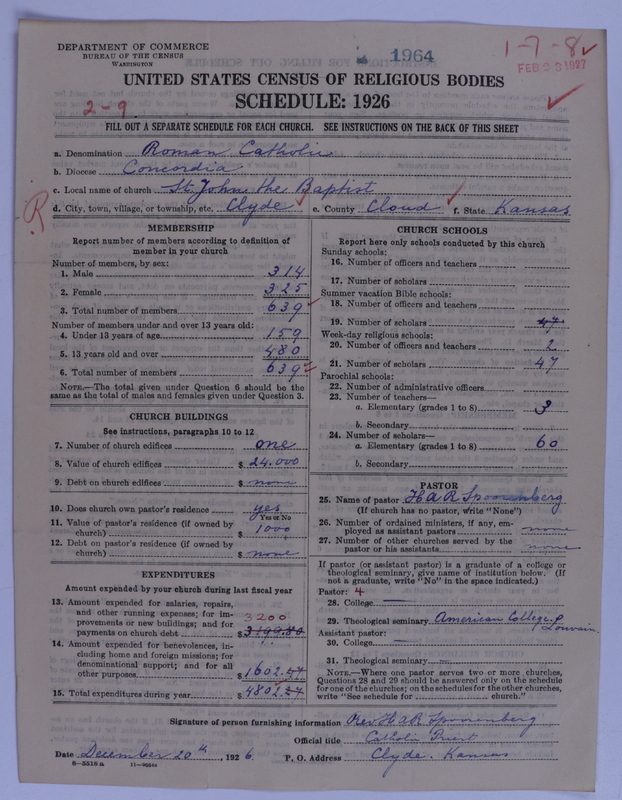 DEPARTMENT OF COMMERCE
BUREAU OF THE CENSUS
WASHINGTON
1964
1-7-8
FEB 23 1927
UNITED STATES CENSUS OF RELIGIOUS BODIES
SCHEDULE: 1926
2-9
FILL OUT A SEPARATE SCHEDULE FOR EACH CHURCH. SEE INSTRUCTIONS ON THE BACK OF THIS SHEET
a. Denomination Roman Catholic
b. Diocese Concordia
c. Local name of church St. John the Baptist
R
d. City, town, village, or township, etc. Clyde e. County Cloud f. State Kansas
MEMBERSHIP
Report number of members according to definition of
member in your church
Number of members, by sex:
1. Male 314
2. Female 325
3. Total number of members 639
Number of members under and over 13 years old:
4. Under 13 years of age 159
5. 13 years old and over 480
6. Total number of members 639
NOTE.—The total given under Question 6 should be
same as the total of males and females given under Question 3.
CHURCH BUILDINGS
See instructions, paragraphs 10 to 12
7. Number of church edifices one
8. Value of church edifices $ 24.000
9. Debt on church edifices $ none
10. Does church own pastor's residence yes
Yes or No
11. Value of pastor's residence (if owned by
church) $ 1000
12. Debt on pastor's residence (if owned by
church) $ none
EXPENDITURES
Amount expended by your church during last fiscal year
13. Amount expended for salaries, repairs,
and other running expenses; for im-
provements or new buildings; and for 3200
payments on church debt $ 3199.80
14. Amount expended for benevolences, in-
cluding home and foreign missions; for
denominational support; and for all
other purposes $ 1602.27
15. Total expenditures during year $ 4802.27
CHURCH SCHOOLS
Report here only schools conducted by this church
Sunday schools:
16. Number of officers and teachers
17. Number of scholars
Summer vacation Bible schools:
18. Number of officers and teachers
19. Number of scholars 47
Week-day religious schools:
20. Number of officers and teachers 2
21. Number of scholars 47
Parochial schools:
22. Number of administrative officers
23. Number of teachers—
a. Elementary (grades 1 to 8) 3
b. Secondary
24. Number of scholars—
a. Elementary (grades 1 to 8) 60
b. Secondary
PASTOR
25. Name of pastor H A R Spoorenberg
(If church has no pastor, write "None")
26. Number of ordained ministers, if any, em-
ployed as assistant pastors none
27. Number of other churches served by the
pastor or his assistants none
If pastor (or assistant pastor) is a graduate of a college or
theological seminary, give name of institution below. (If
not a graduate, write "No" in the space indicated.)
Pastor: 4
28. College
29. Theological seminary American College,
Louvain
Assistant pastor:
30. College
31. Theological seminary
NOTE.—Where one pastor serves two or more churches,
Questions 28 and 29 should be answered only on the schedule
for one of the churches; on the schedules for the other churches,
write "See schedule for church."
Signature of person furnishing information Rev. H A R Spoorenberg
Official title Catholic Priest
Date December 20th, 1926 P. O. Address Clyde, Kansas
8-5518a